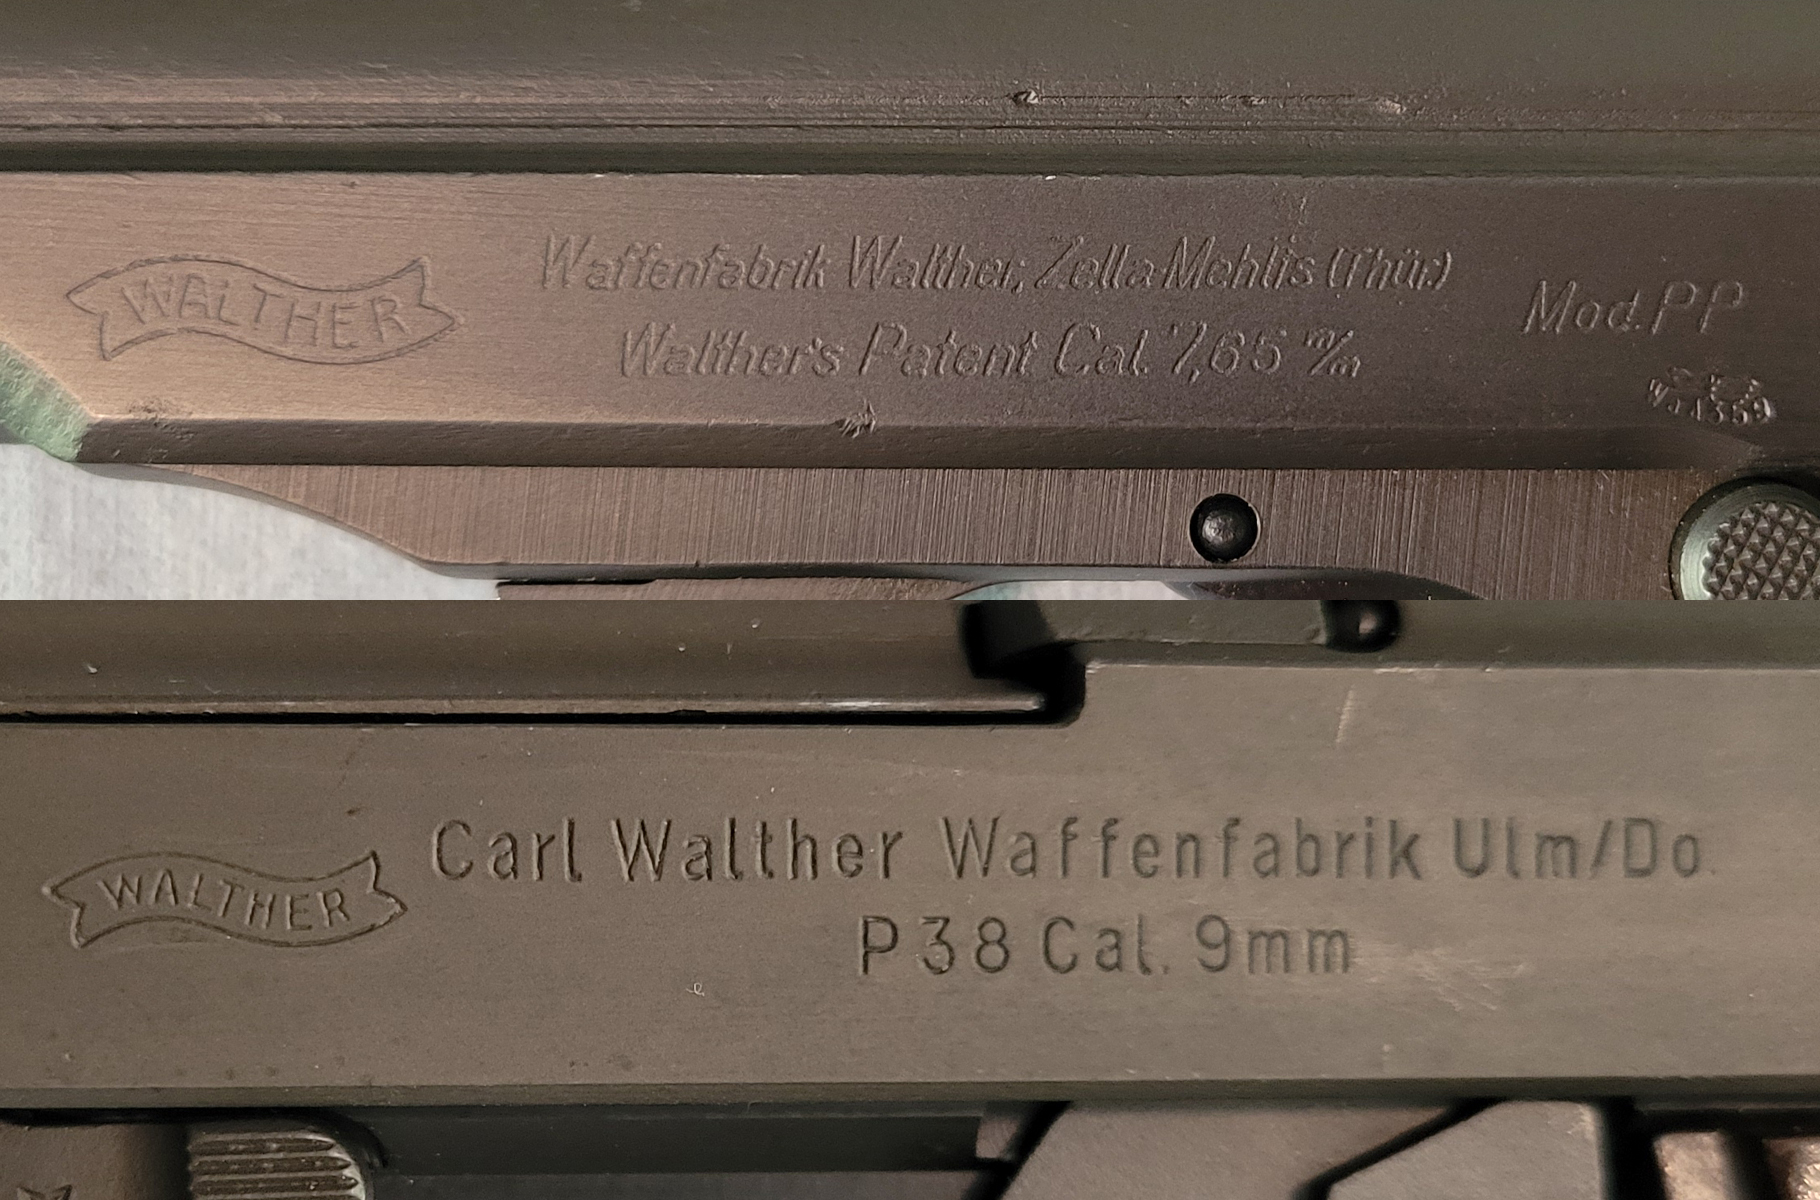 WALTHER
Waffenfabrik Walther, Zella-Mehlis (Thür.)
Walther's Patent Cal. 7,65 m/m
Mod. PP
WaA359
WALTHER
Carl Walther Waffenfabrik Ulm/Do.
P38 Cal. 9mm